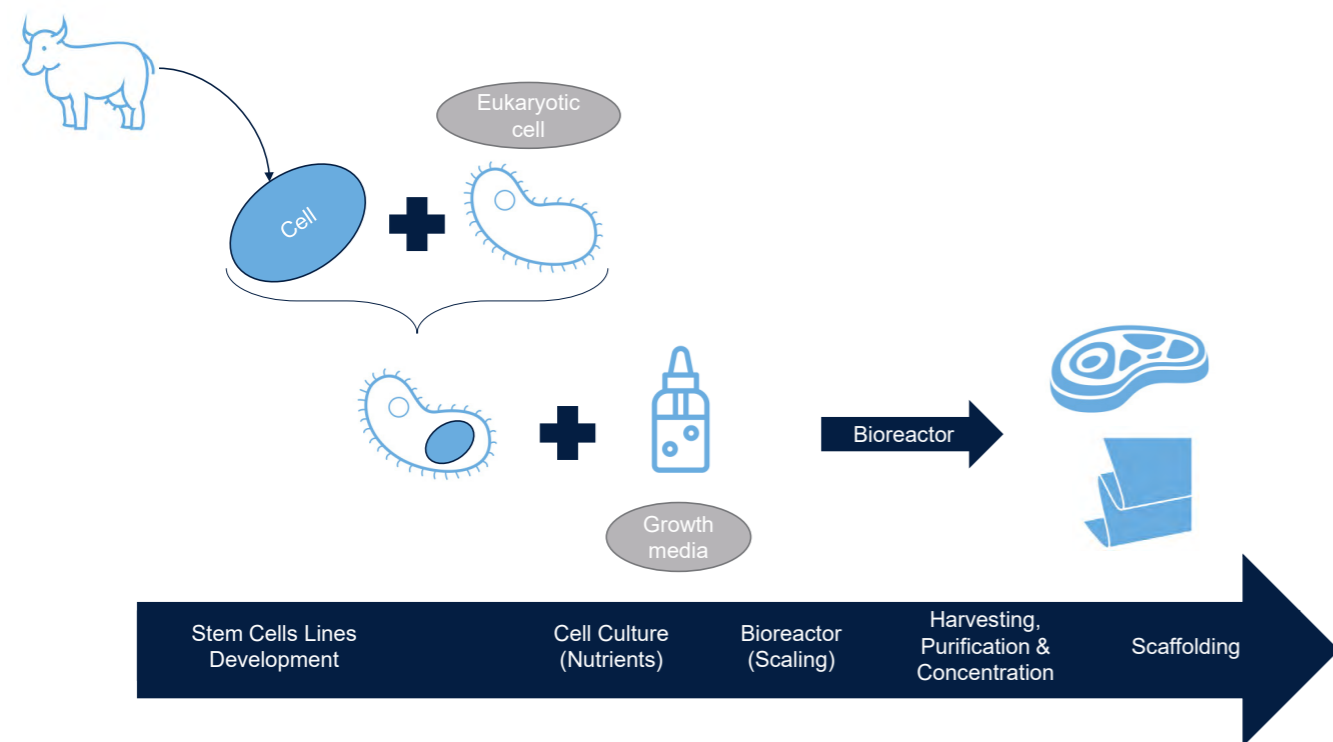 Eukaryotic
cell
Cell
Growth
media
Bioreactor
Stem Cells Lines
Development
Cell Culture
(Nutrients)
Bioreactor
(Scaling)
Harvesting,
Purification &
Concentration
Scaffolding